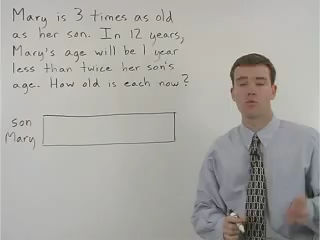 Mary is 3 times as old
as her son. In 12 years,
Mary's age will be 1 year
less than twice her son's
age. How old is each now?
son
Mary